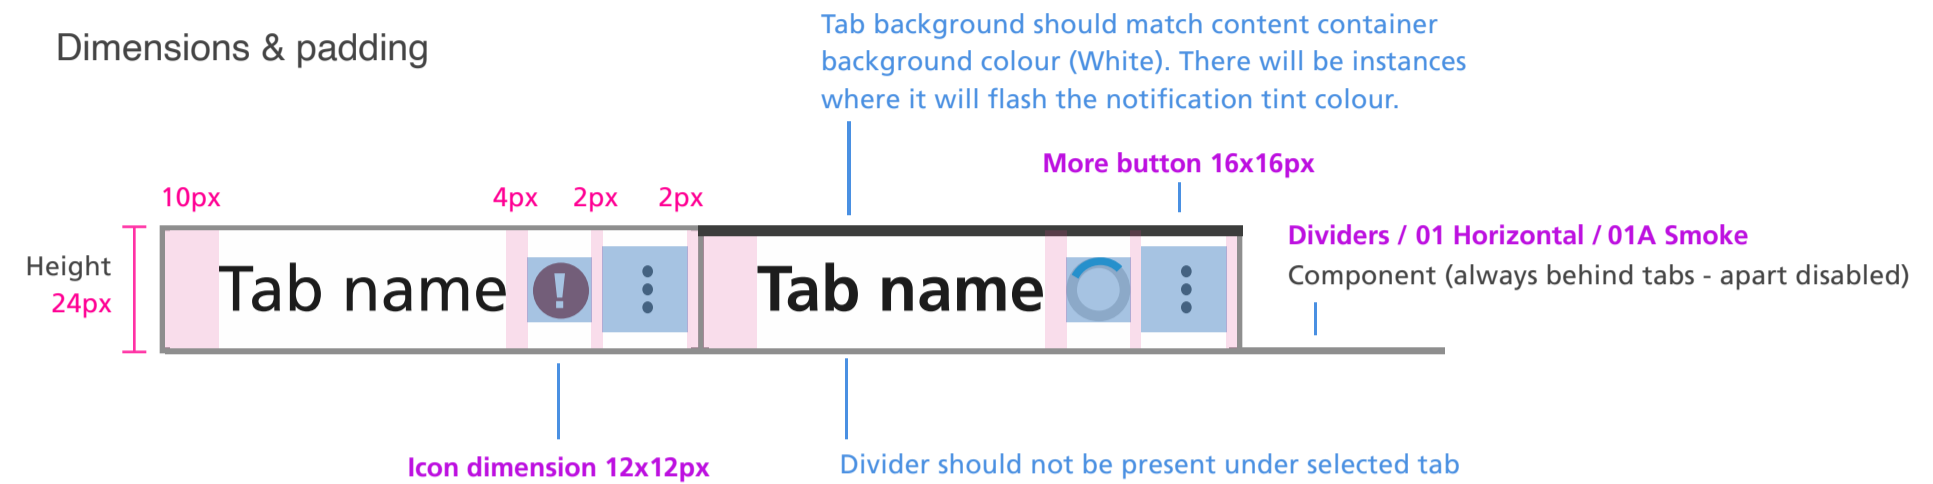 Dimensions & padding
Tab background should match content container
background colour (White). There will be instances
where it will flash the notification tint colour.
More button 16x16px
10px
4px
2px
2px
Height
24px
Tab name
!
Tab name
Dividers / 01 Horizontal / 01A Smoke
Component (always behind tabs - apart disabled)
Icon dimension 12x12px
Divider should not be present under selected tab